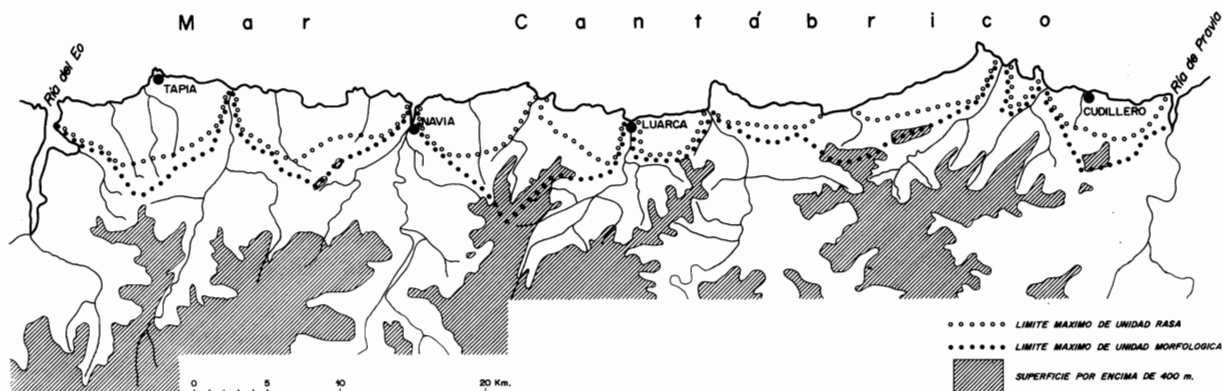 Mar Cantábrico
Ría del Eo
TAPIA
NAVIA
LUARCA
CUDILLERO
Ría de Pravia
LIMITE MAXIMO DE UNIDAD RASA
LIMITE MAXIMO DE UNIDAD MORFOLOGICA
SUPERFICIE POR ENCIMA DE 400 m.
0 5 10 20 Km.